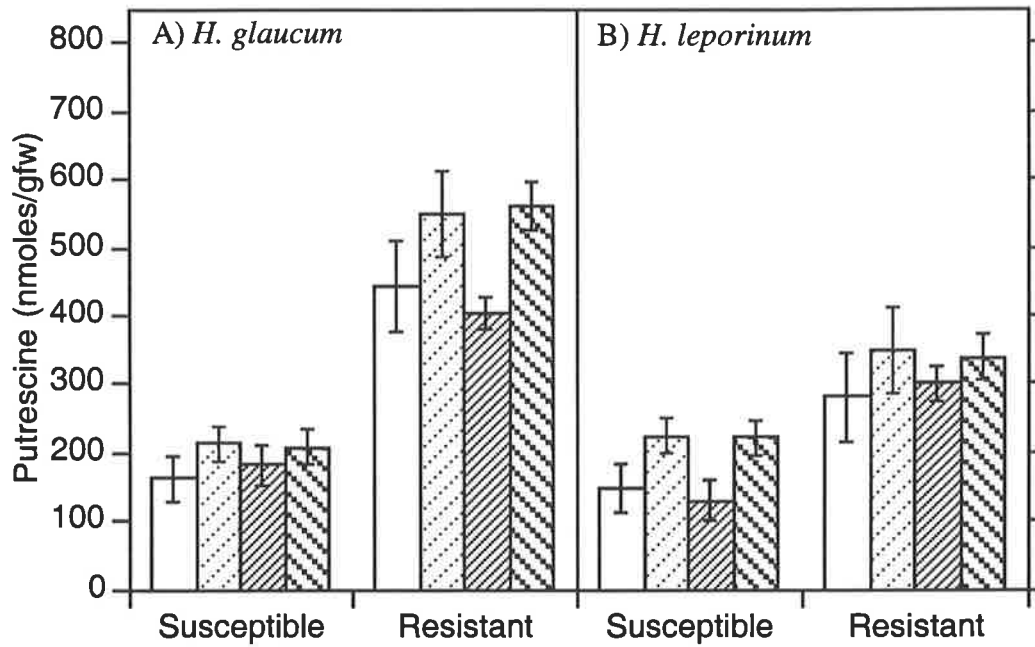 Putrescine (nmoles/gfw)
800
700
600
500
400
300
200
100
0
A) H. glaucum
B) H. leporinum
Susceptible
Resistant
Susceptible
Resistant